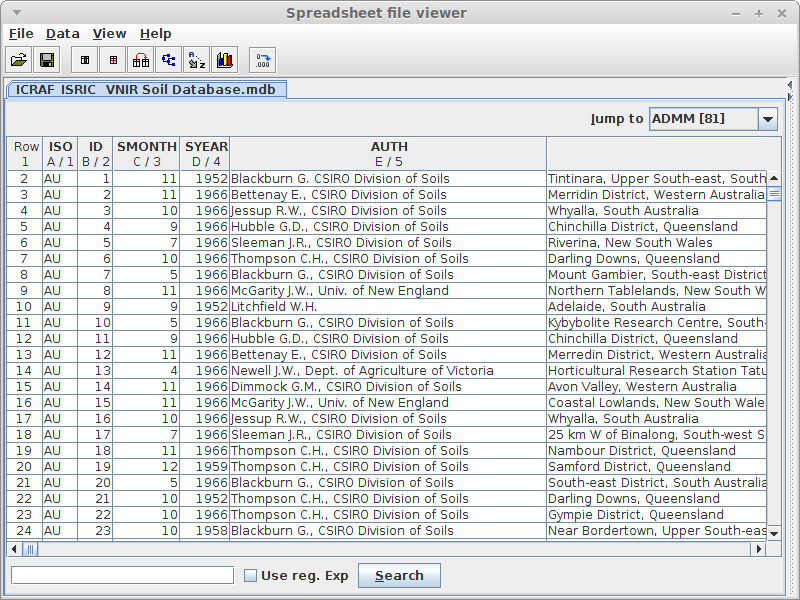 Spreadsheet file viewer
File Data View Help
ICRAF_ISRIC_VNIR Soil Database.mdb
Jump to ADMM [81]
Row ISO ID SMONTH SYEAR AUTH
1 A / 1 B / 2 C / 3 D / 4 E / 5
2 AU 1 11 1952 Blackburn G. CSIRO Division of Soils Tintinara, Upper South-east, South
3 AU 2 11 1966 Bettenay E., CSIRO Division of Soils Merridin District, Western Australia
4 AU 3 10 1966 Jessup R.W., CSIRO Division of Soils Whyalla, South Australia
5 AU 4 9 1966 Hubble G.D., CSIRO Division of Soils Chinchilla District, Queensland
6 AU 5 7 1966 Sleeman J.R., CSIRO Division of Soils Riverina, New South Wales
7 AU 6 10 1966 Thompson C.H., CSIRO Division of Soils Darling Downs, Queensland
8 AU 7 5 1966 Blackburn G., CSIRO Division of Soils Mount Gambier, South-east District
9 AU 8 11 1966 McGarity J.W., Univ. of New England Northern Tablelands, New South W
10 AU 9 9 1952 Litchfield W.H. Adelaide, South Australia
11 AU 10 5 1966 Blackburn G., CSIRO Division of Soils Kybybolite Research Centre, South-
12 AU 11 9 1966 Hubble G.D., CSIRO Division of Soils Chinchilla District, Queensland
13 AU 12 11 1966 Bettenay E., CSIRO Division of Soils Merredin District, Western Australia
14 AU 13 4 1966 Newell J.W., Dept. of Agriculture of Victoria Horticultural Research Station Tatu
15 AU 14 11 1966 Dimmock G.M., CSIRO Division of Soils Avon Valley, Western Australia
16 AU 15 11 1966 McGarity J.W., Univ. of New England Coastal Lowlands, New South Wale
17 AU 16 10 1966 Jessup R.W., CSIRO Division of Soils Whyalla, South Australia
18 AU 17 7 1966 Sleeman J.R., CSIRO Division of Soils 25 km W of Binalong, South-west S
19 AU 18 11 1966 Thompson C.H., CSIRO Division of Soils Nambour District, Queensland
20 AU 19 12 1959 Thompson C.H., CSIRO Division of Soils Samford District, Queensland
21 AU 20 5 1966 Blackburn G., CSIRO Division of Soils South-east District, South Australia
22 AU 21 10 1952 Thompson C.H., CSIRO Division of Soils Darling Downs, Queensland
23 AU 22 10 1966 Thompson C.H., CSIRO Division of Soils Gympie District, Queensland
24 AU 23 10 1958 Blackburn G., CSIRO Division of Soils Near Bordertown, Upper South-eas
Use reg. Exp Search